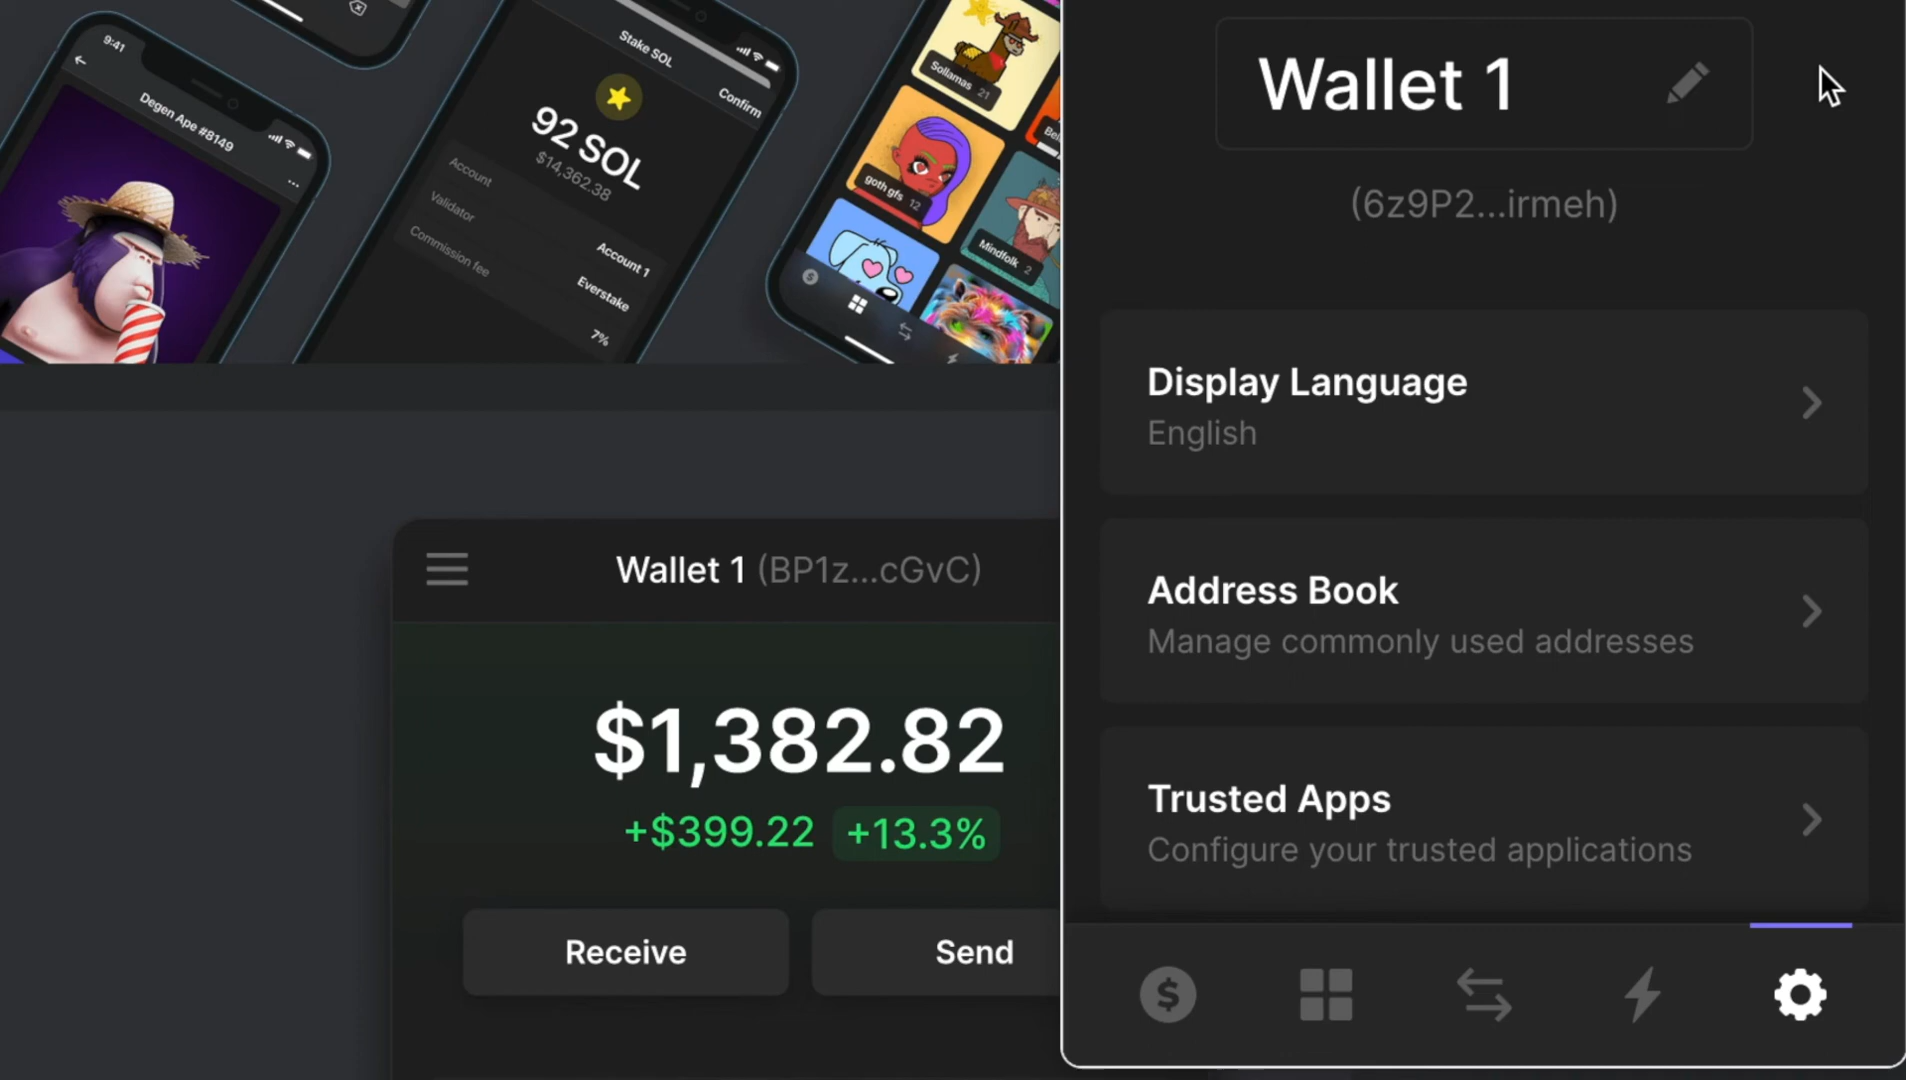 9:41
Degen Ape #8149
...
Stake SOL
Confirm
92 SOL
$14,362.38
Account
Account 1
Validator
Everstake
Commission fee
7%
Sollamas 21
goth gfs 12
Mindfolk 2
Wallet 1 (BP1z...cGvC)
$1,382.82
+$399.22 +13.3%
Receive
Send
Wallet 1
(6z9P2...irmeh)
Display Language
English
Address Book
Manage commonly used addresses
Trusted Apps
Configure your trusted applications